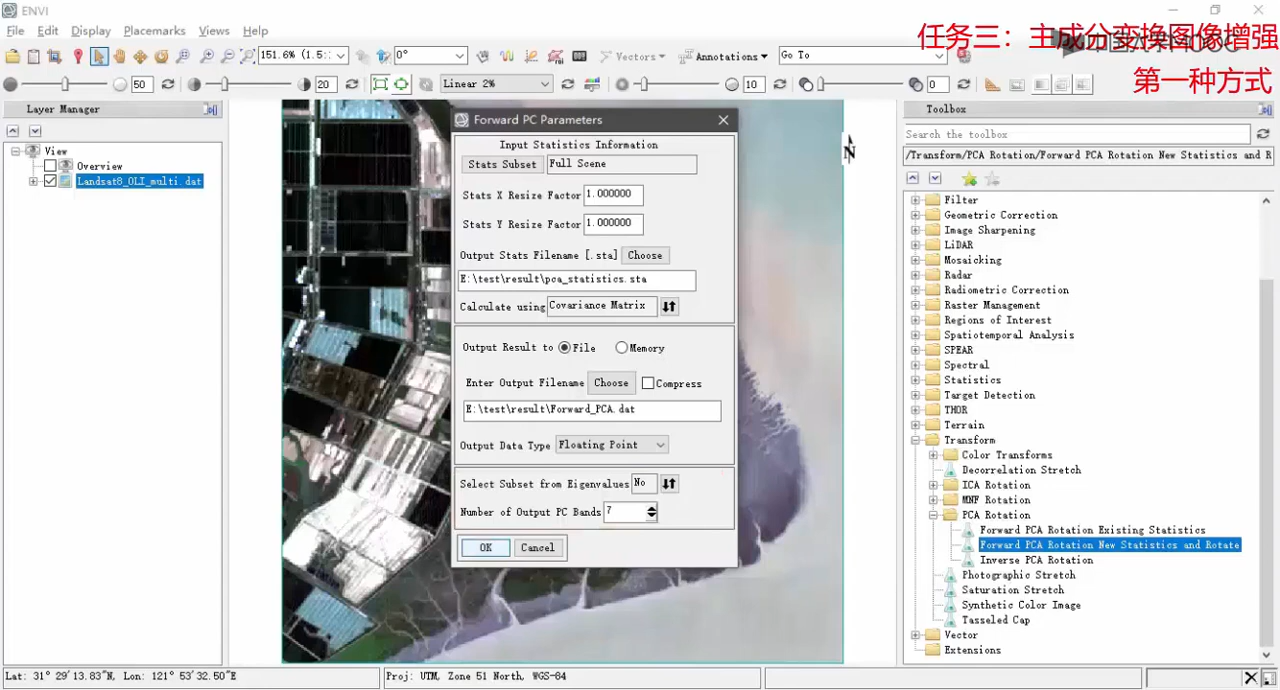 ENVI
File Edit Display Placemarks Views Help
任务三：主成分变换图像增强
第一种方式
151.6% (1.5: 0° Vectors Annotations Go To
50 20 Linear 2% 10 0
Layer Manager
View
Overview
Landsat8_OLI_multi.dat
N
Forward PC Parameters
Input Statistics Information
Stats Subset Full Scene
Stats X Resize Factor 1.000000
Stats Y Resize Factor 1.000000
Output Stats Filename [.sta] Choose
E:\test\result\pca_statistics.sta
Calculate using Covariance Matrix
Output Result to File Memory
Enter Output Filename Choose Compress
E:\test\result\Forward_PCA.dat
Output Data Type Floating Point
Select Subset from Eigenvalues No
Number of Output PC Bands 7
OK Cancel
Toolbox
Search the toolbox
/Transform/PCA Rotation/Forward PCA Rotation New Statistics and R
Filter
Geometric Correction
Image Sharpening
LiDAR
Mosaicking
Radar
Radiometric Correction
Raster Management
Regions of Interest
Spatiotemporal Analysis
SPEAR
Spectral
Statistics
Target Detection
THOR
Terrain
Transform
Color Transforms
Decorrelation Stretch
ICA Rotation
MNF Rotation
PCA Rotation
Forward PCA Rotation Existing Statistics
Forward PCA Rotation New Statistics and Rotate
Inverse PCA Rotation
Photographic Stretch
Saturation Stretch
Synthetic Color Image
Tasseled Cap
Vector
Extensions
Lat: 31° 29'13.83"N, Lon: 121° 53'32.50"E
Proj: UTM, Zone 51 North, WGS-84